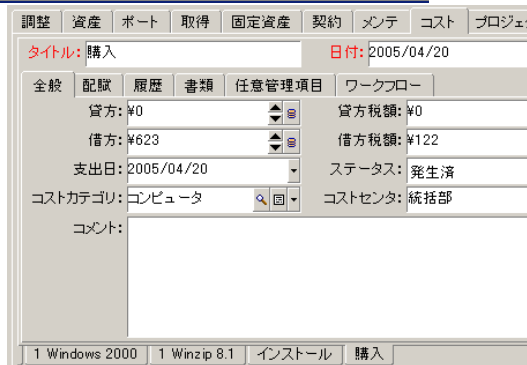 調整 資産 ポート 取得 固定資産 契約 メンテ コスト プロジェ
タイトル: 購入 日付: 2005/04/20
全般 配賦 履歴 書類 任意管理項目 ワークフロー
貸方: ¥0 貸方税額: ¥0
借方: ¥623 借方税額: ¥122
支出日: 2005/04/20 ステータス: 発生済
コストカテゴリ: コンピュータ コストセンタ: 統括部
コメント:
1 Windows 2000 1 Winzip 8.1 インストール 購入